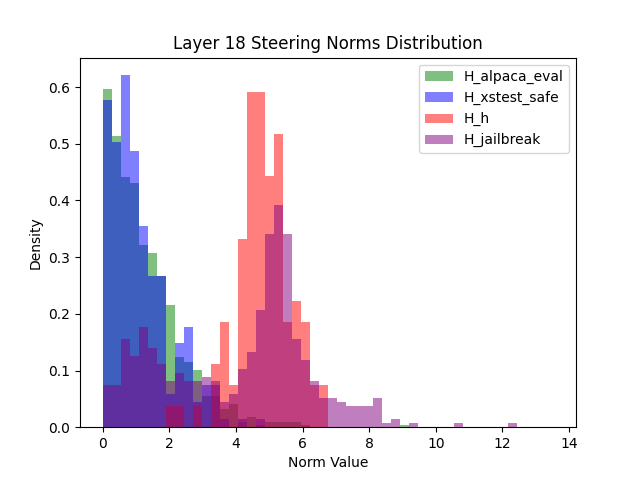 Layer 18 Steering Norms Distribution
H_alpaca_eval
H_xstest_safe
H_h
H_jailbreak
Density
0.6
0.5
0.4
0.3
0.2
0.1
0.0
0 2 4 6 8 10 12 14
Norm Value